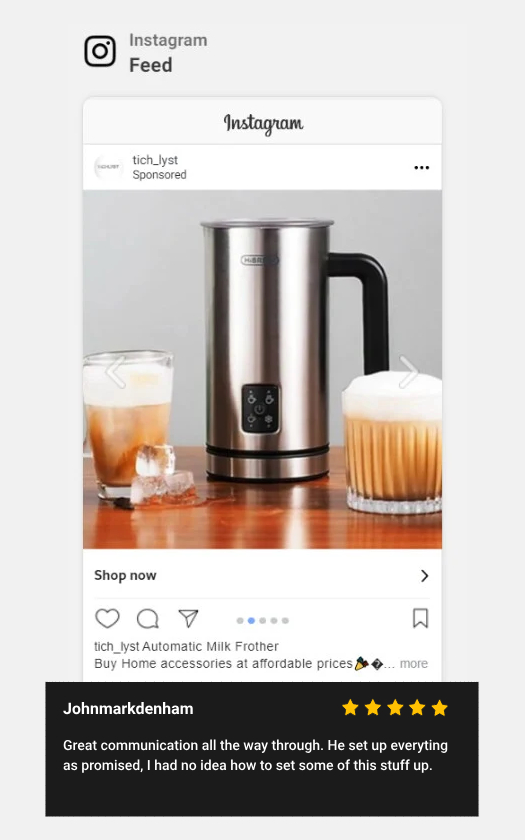 Instagram
Feed
Instagram
tich_lyst
Sponsored
HiBREW
Shop now
tich_lyst Automatic Milk Frother
Buy Home accessories at affordable prices🎉�... more
Johnmarkdenham
Great communication all the way through. He set up everyting
as promised, I had no idea how to set some of this stuff up.